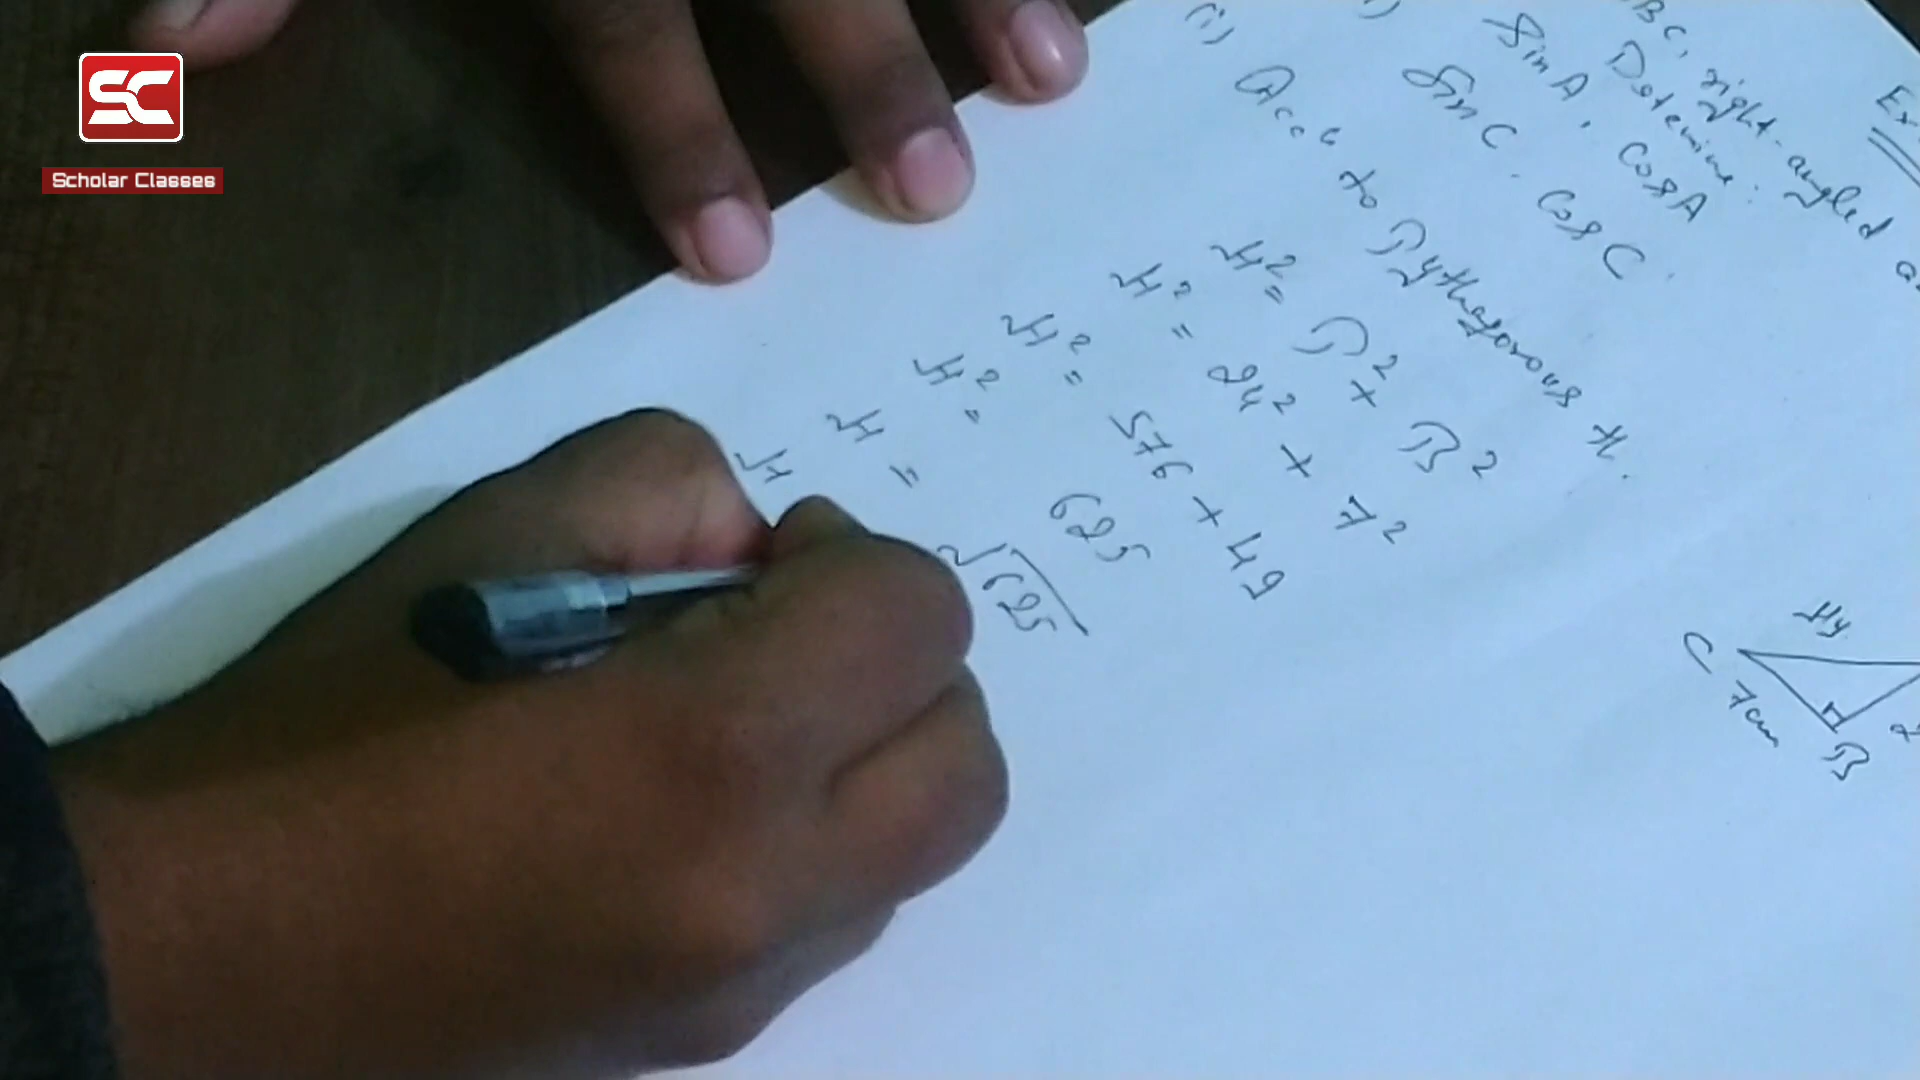 SC
Scholar Classes
BC, right-angled
Determine:
sin A, cos A
sin C, cos C
(i) Acc to Pythagorous
H² = P² + B²
H² = 24² + 7²
H² = 576 + 49
H² = 625
H = √625
H
Hy
C
7cm
B